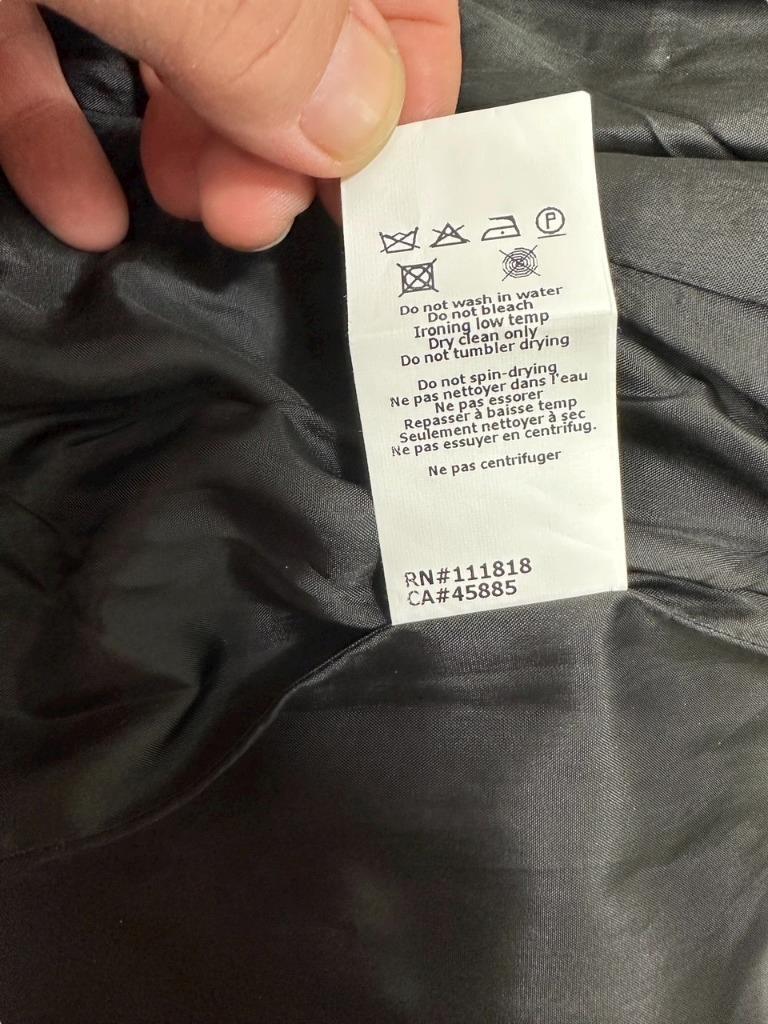 P
Do not wash in water
Do not bleach
Ironing low temp
Dry clean only
Do not tumbler drying
Do not spin-drying
Ne pas nettoyer dans l'eau
Ne pas essorer
Repasser à baisse temp
Seulement nettoyer à sec
Ne pas essuyer en centrifug.
Ne pas centrifuger
RN#111818
CA#45885